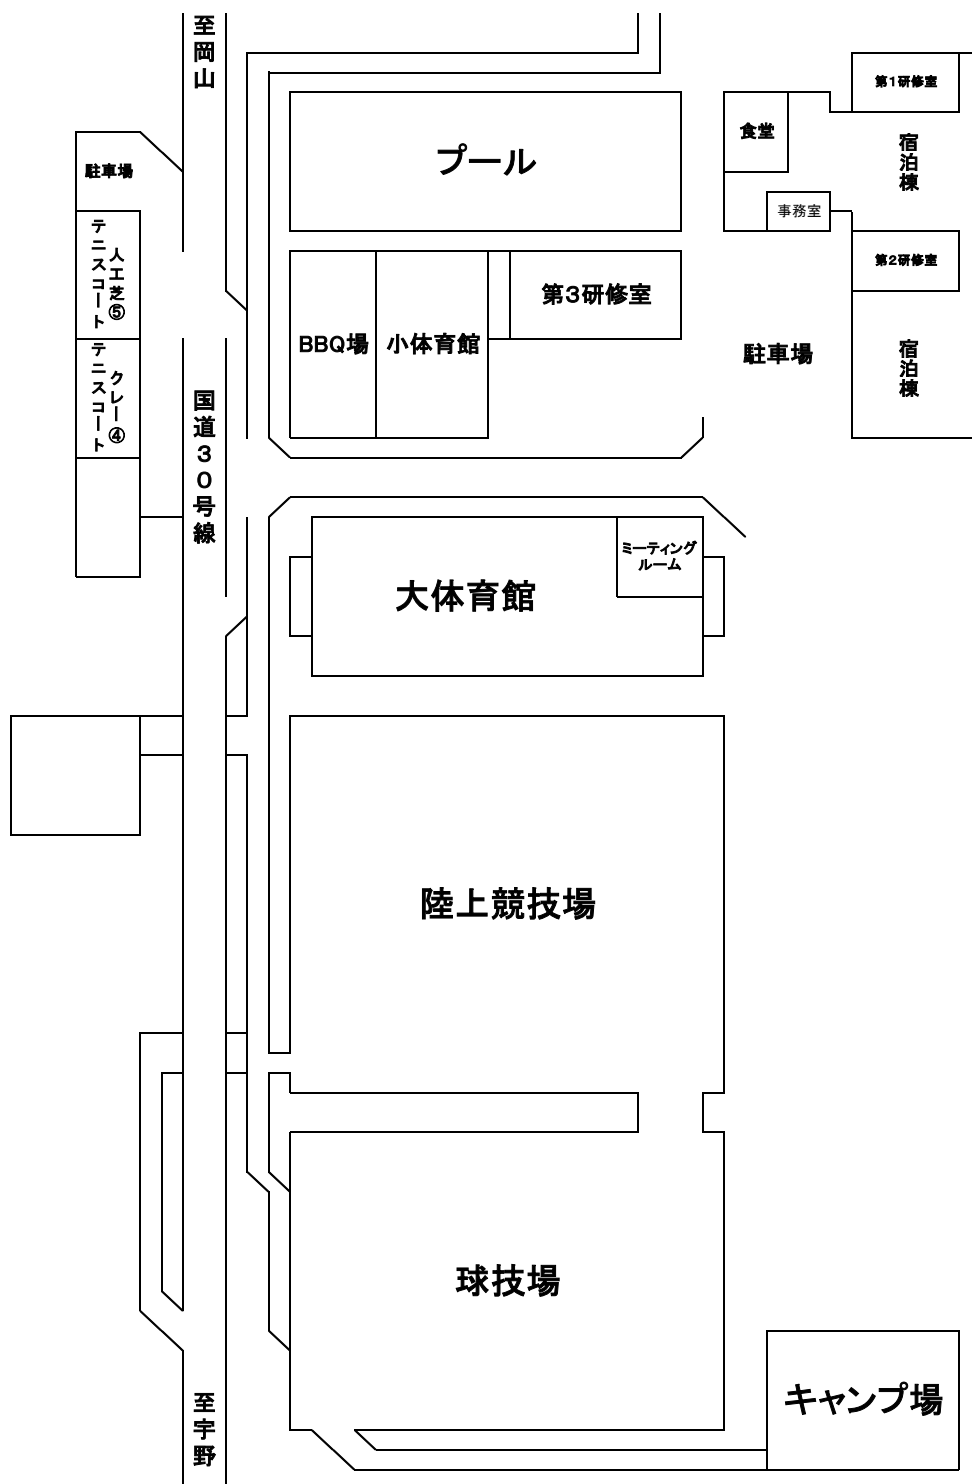 至岡山
第１研修室
食堂
宿泊棟
プール
駐車場
事務室
人工芝⑤
テニスコート
第２研修室
第３研修室
BBQ場
小体育館
駐車場
宿泊棟
クレー④
テニスコート
国道３０号線
ミーティング
ルーム
大体育館
陸上競技場
球技場
キャンプ場
至宇野